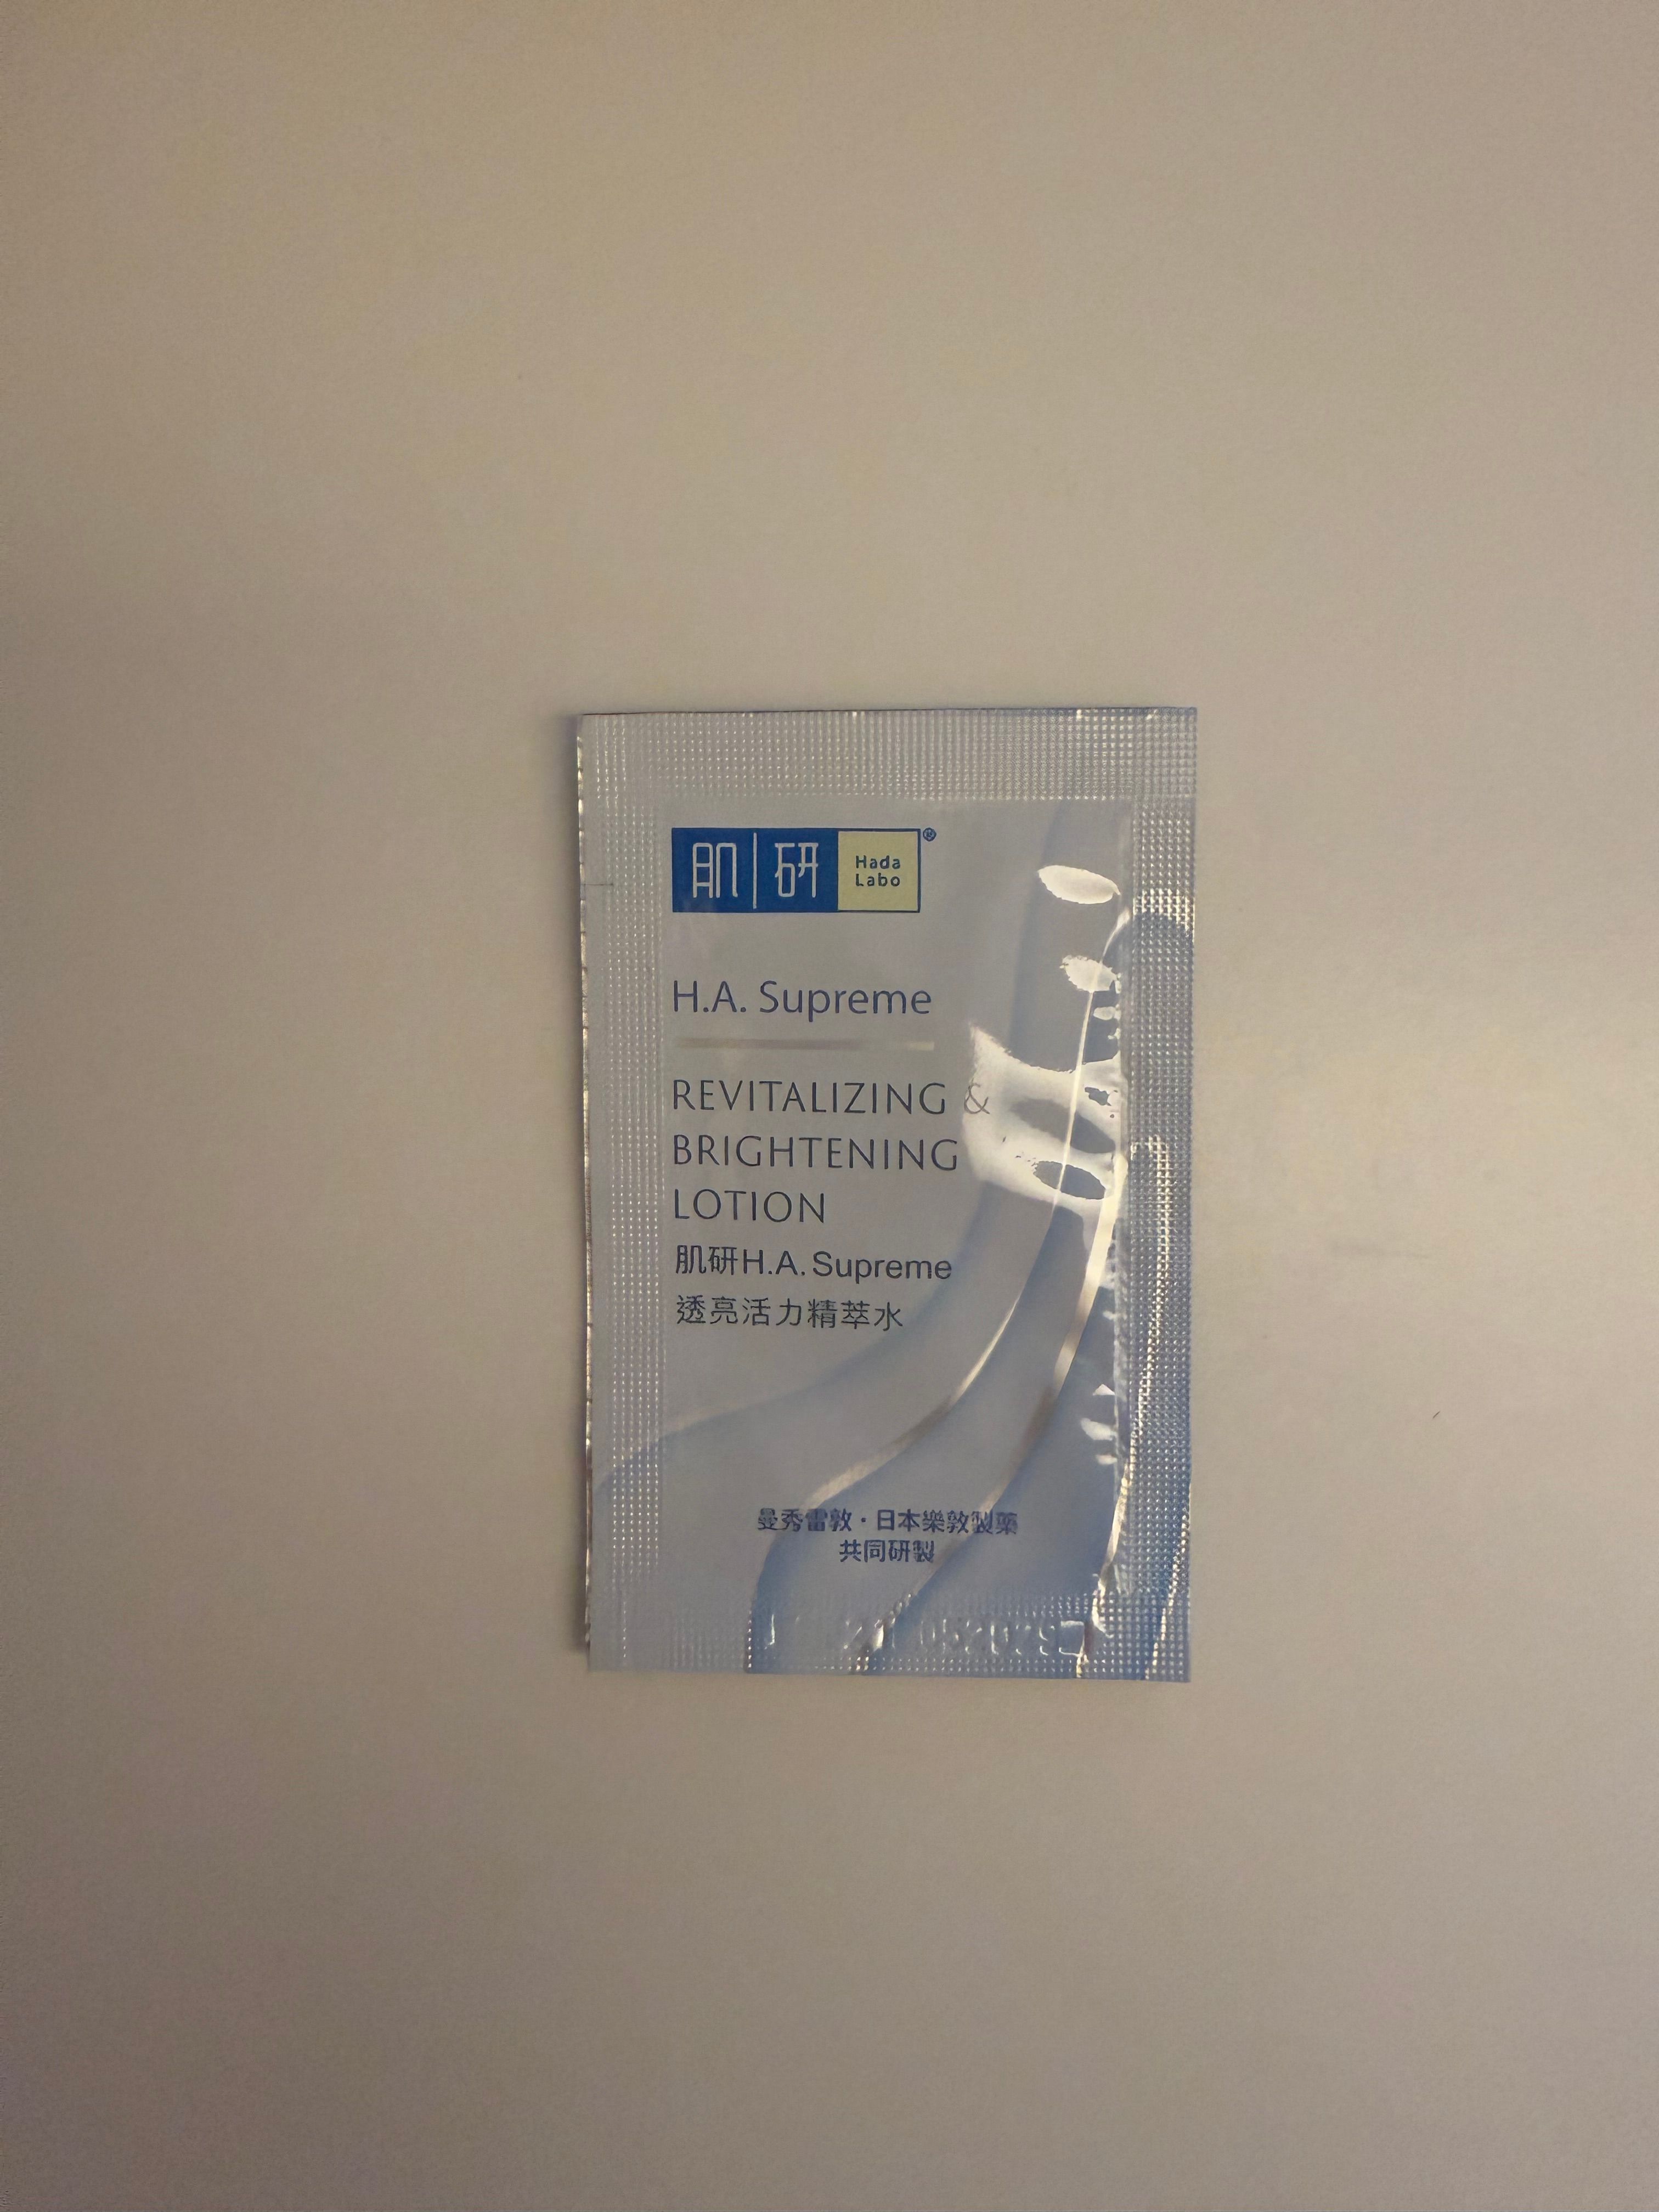 肌研 Hada
Labo®
H.A. Supreme
REVITALIZING &
BRIGHTENING
LOTION
肌研H.A. Supreme
透亮活力精萃水
曼秀雷敦·日本樂敦製藥
共同研製